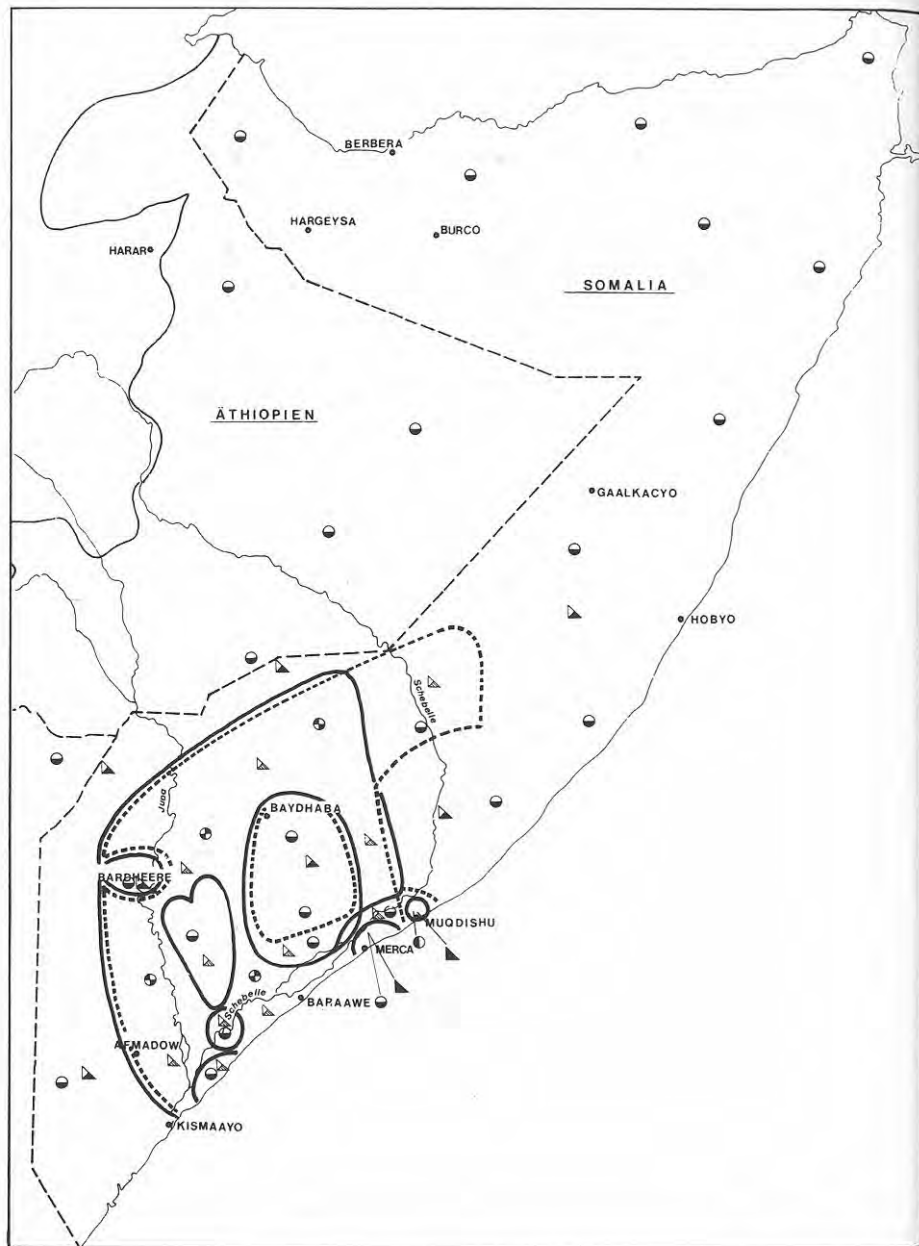 BERBERA
HARGEYSA
BURCO
HARAR
SOMALIA
ÄTHIOPIEN
GAALKACYO
HOBYO
Schebelle
Juba
BAYDHABA
BARDHEERE
MUQDISHU
MERCA
Schebelle
BARAAWE
AFMADOW
KISMAAYO